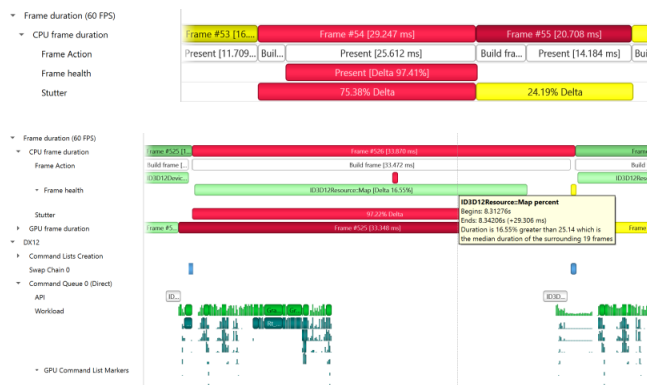 Frame duration (60 FPS)
CPU frame duration
Frame #53 [16....
Frame #54 [29.247 ms]
Frame #55 [20.708 ms]
Frame Action
Present [11.709...
Buil...
Present [25.612 ms]
Build fra...
Present [14.184 ms]
Bui
Frame health
Present [Delta 97.41%]
Stutter
75.38% Delta
24.19% Delta
Frame duration (60 FPS)
CPU frame duration
Frame #525 [1...
Frame #526 [33.870 ms]
Frame
Frame Action
Build frame [...
Build frame [33.472 ms]
Build
ID3D12Devic...
ID3D12Res
Frame health
ID3D12Resource::Map [Delta 16.55%]
ID3D12Resource::Map percent
Begins: 8.31276s
Ends: 8.34206s (+29.306 ms)
Duration is 16.55% greater than 25.14 which is
the median duration of the surrounding 19 frames
Stutter
97.22% Delta
GPU frame duration
Frame #5...
Frame #525 [33.348 ms]
Frame
DX12
Command Lists Creation
Swap Chain 0
Command Queue 0 (Direct)
API
ID...
ID3D...
Workload
GPU Command List Markers